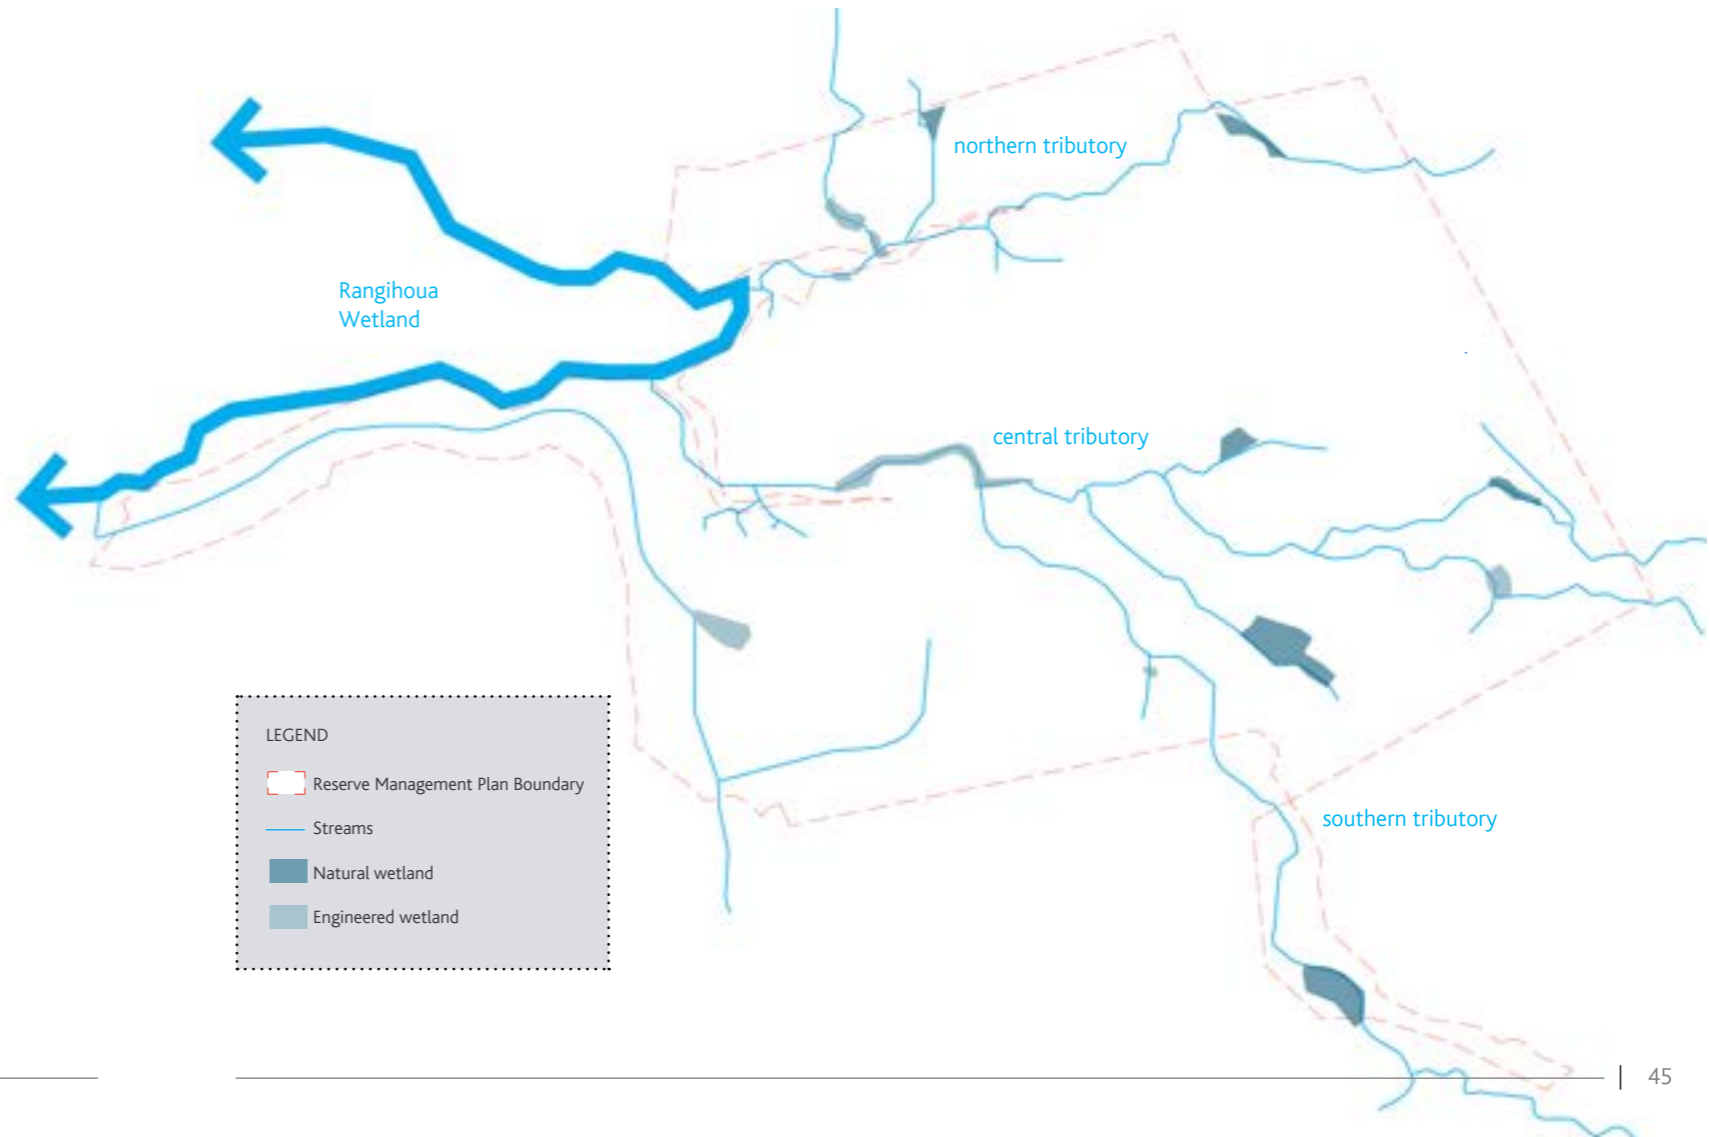 northern tributory
Rangihoua
Wetland
central tributory
southern tributory
LEGEND
Reserve Management Plan Boundary
Streams
Natural wetland
Engineered wetland
45